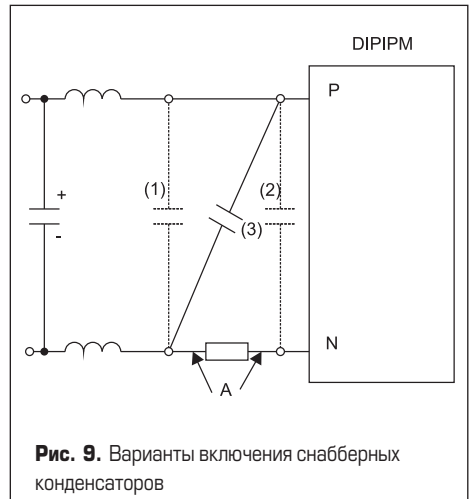 DIPIPM
P
(1)
(2)
(3)
+
-
N
A
Рис. 9. Варианты включения снабберных
конденсаторов